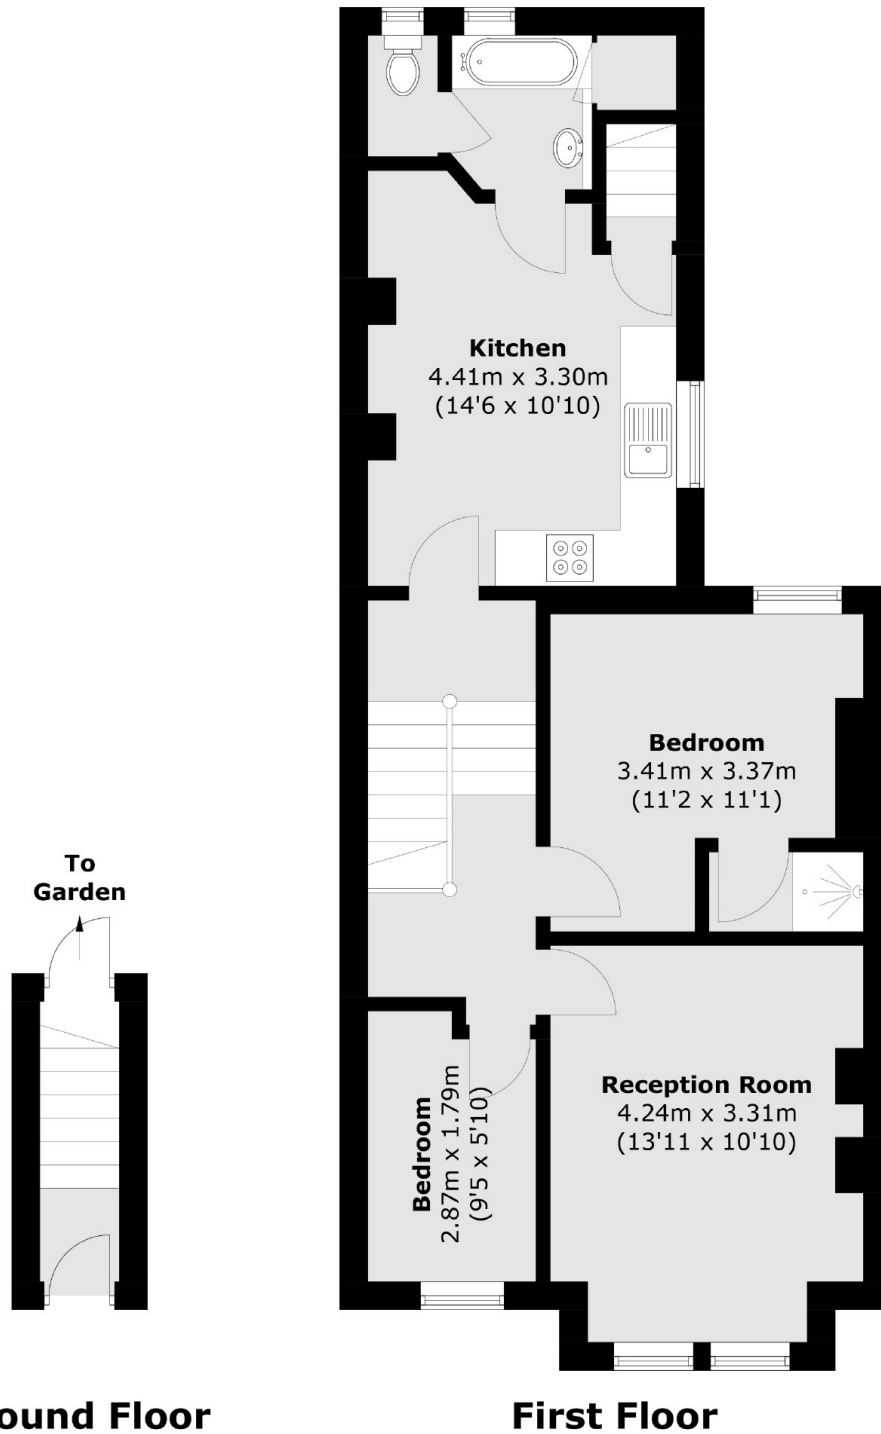 Kitchen
4.41m x 3.30m
(14'6 x 10'10)
Bedroom
3.41m x 3.37m
(11'2 x 11'1)
To
Garden
Reception Room
4.24m x 3.31m
(13'11 x 10'10)
Bedroom
2.87m x 1.79m
(9'5 x 5'10)
ound Floor
First Floor